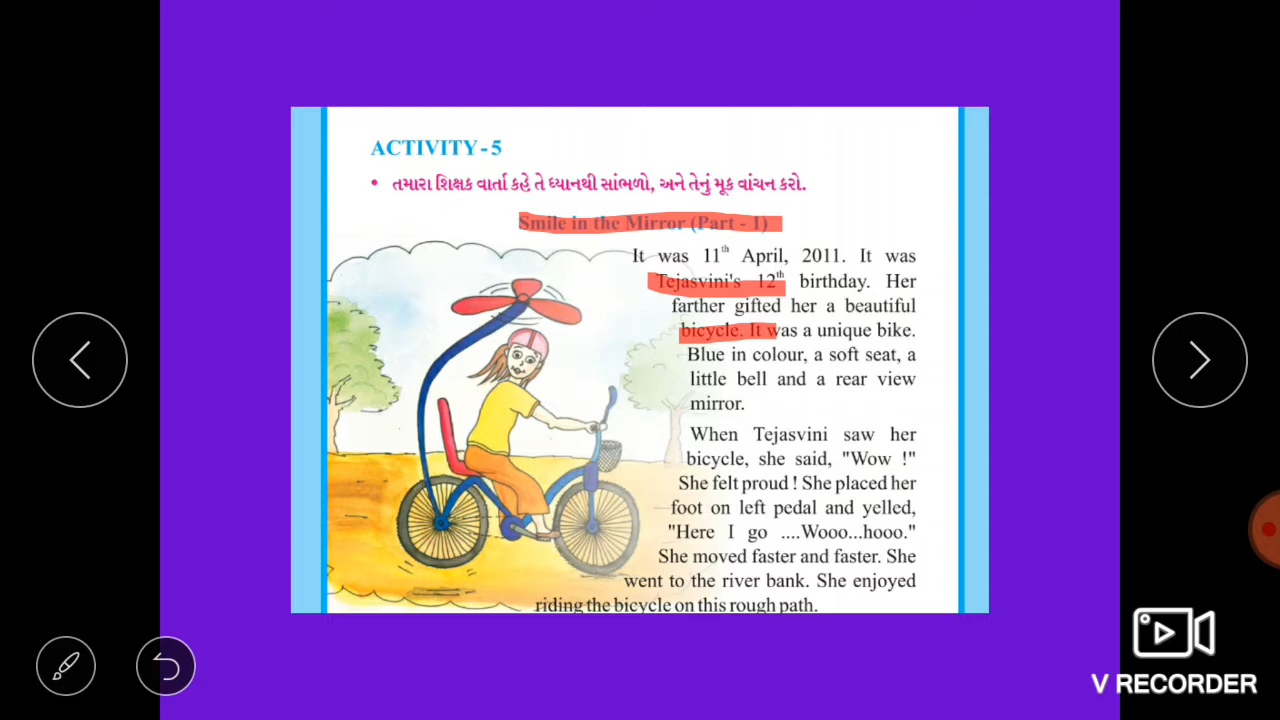 ACTIVITY - 5
• તમારા શિક્ષક વાર્તા કહે તે ધ્યાનથી સાંભળો, અને તેનું મૂક વાંચન કરો.
Smile in the Mirror (Part - 1)
It was 11th April, 2011. It was
Tejasvini's 12th birthday. Her
farther gifted her a beautiful
bicycle. It was a unique bike.
Blue in colour, a soft seat, a
little bell and a rear view
mirror.
When Tejasvini saw her
bicycle, she said, "Wow !"
She felt proud ! She placed her
foot on left pedal and yelled,
"Here I go ....Wooo...hooo."
She moved faster and faster. She
went to the river bank. She enjoyed
riding the bicycle on this rough path.
V RECORDER